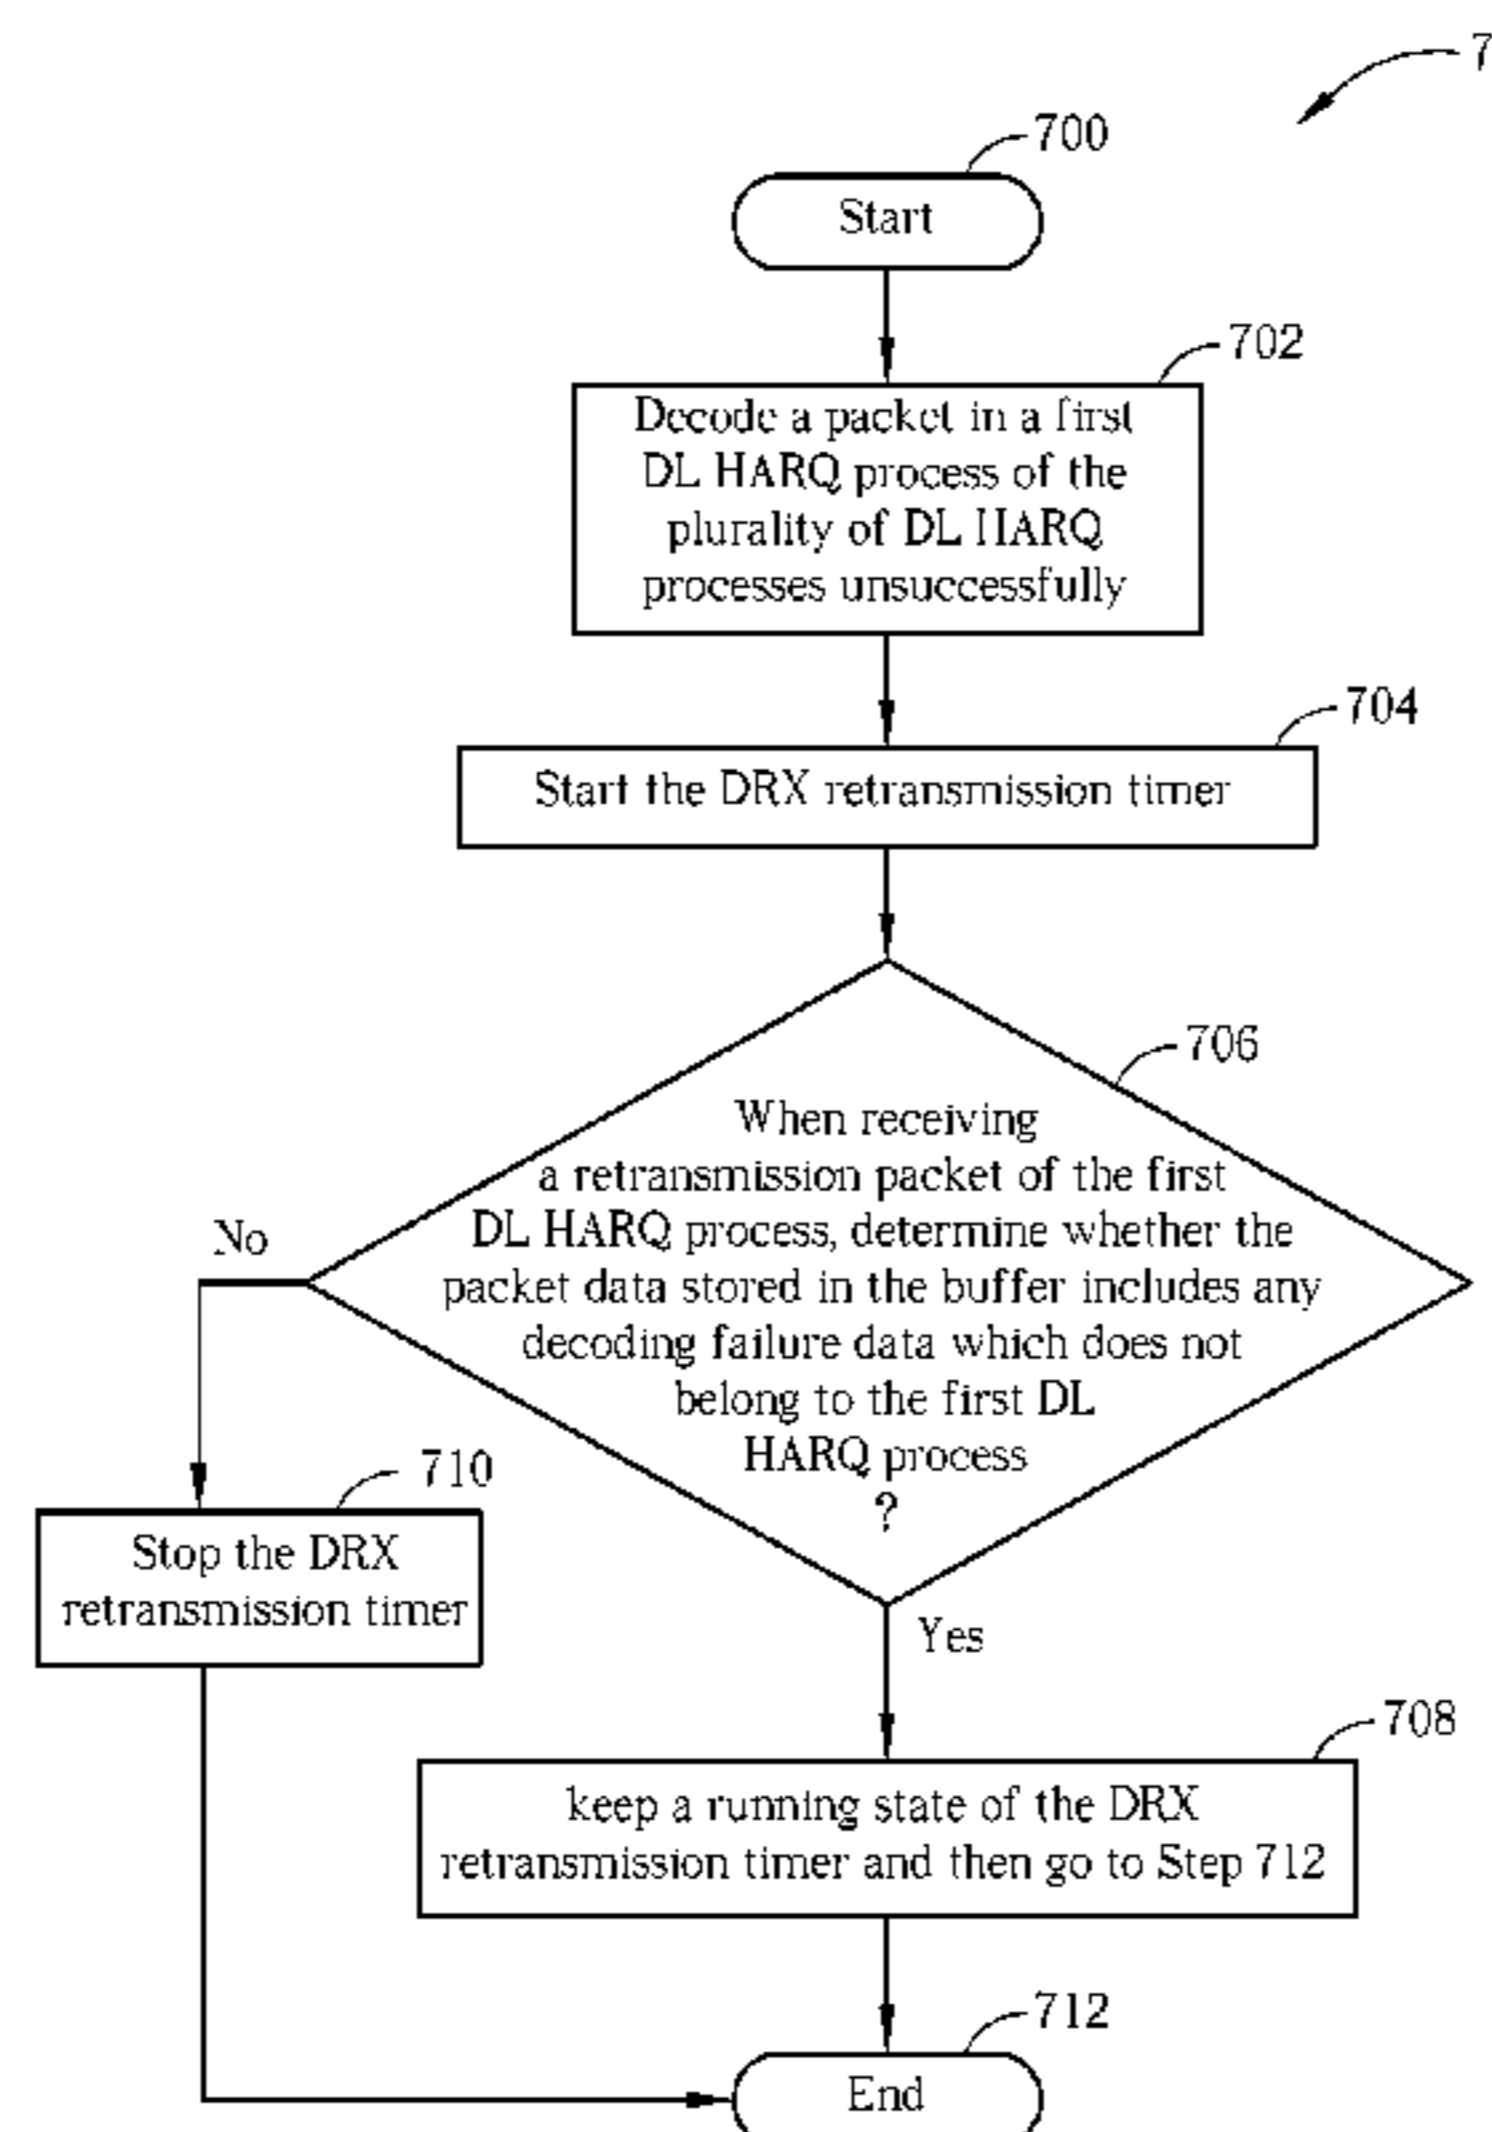 7
700
Start
702
Decode a packet in a first
DL HARQ process of the
plurality of DL HARQ
processes unsuccessfully
704
Start the DRX retransmission timer
706
When receiving
a retransmission packet of the first
DL HARQ process, determine whether the
packet data stored in the buffer includes any
decoding failure data which does not
belong to the first DL
HARQ process
?
No
Yes
710
Stop the DRX
retransmission timer
708
keep a running state of the DRX
retransmission timer and then go to Step 712
712
End